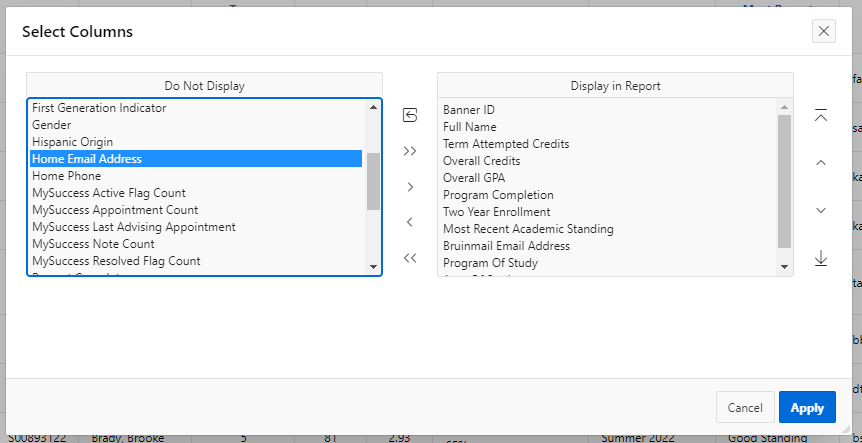 Select Columns
Do Not Display
First Generation Indicator
Gender
Hispanic Origin
Home Email Address
Home Phone
MySuccess Active Flag Count
MySuccess Appointment Count
MySuccess Last Advising Appointment
MySuccess Note Count
MySuccess Resolved Flag Count
Display in Report
Banner ID
Full Name
Term Attempted Credits
Overall Credits
Overall GPA
Program Completion
Two Year Enrollment
Most Recent Academic Standing
Bruinmail Email Address
Program Of Study
Cancel
Apply
S00893122 Brady, Brooke 5 81 2.93 Summer 2022 Good Standing